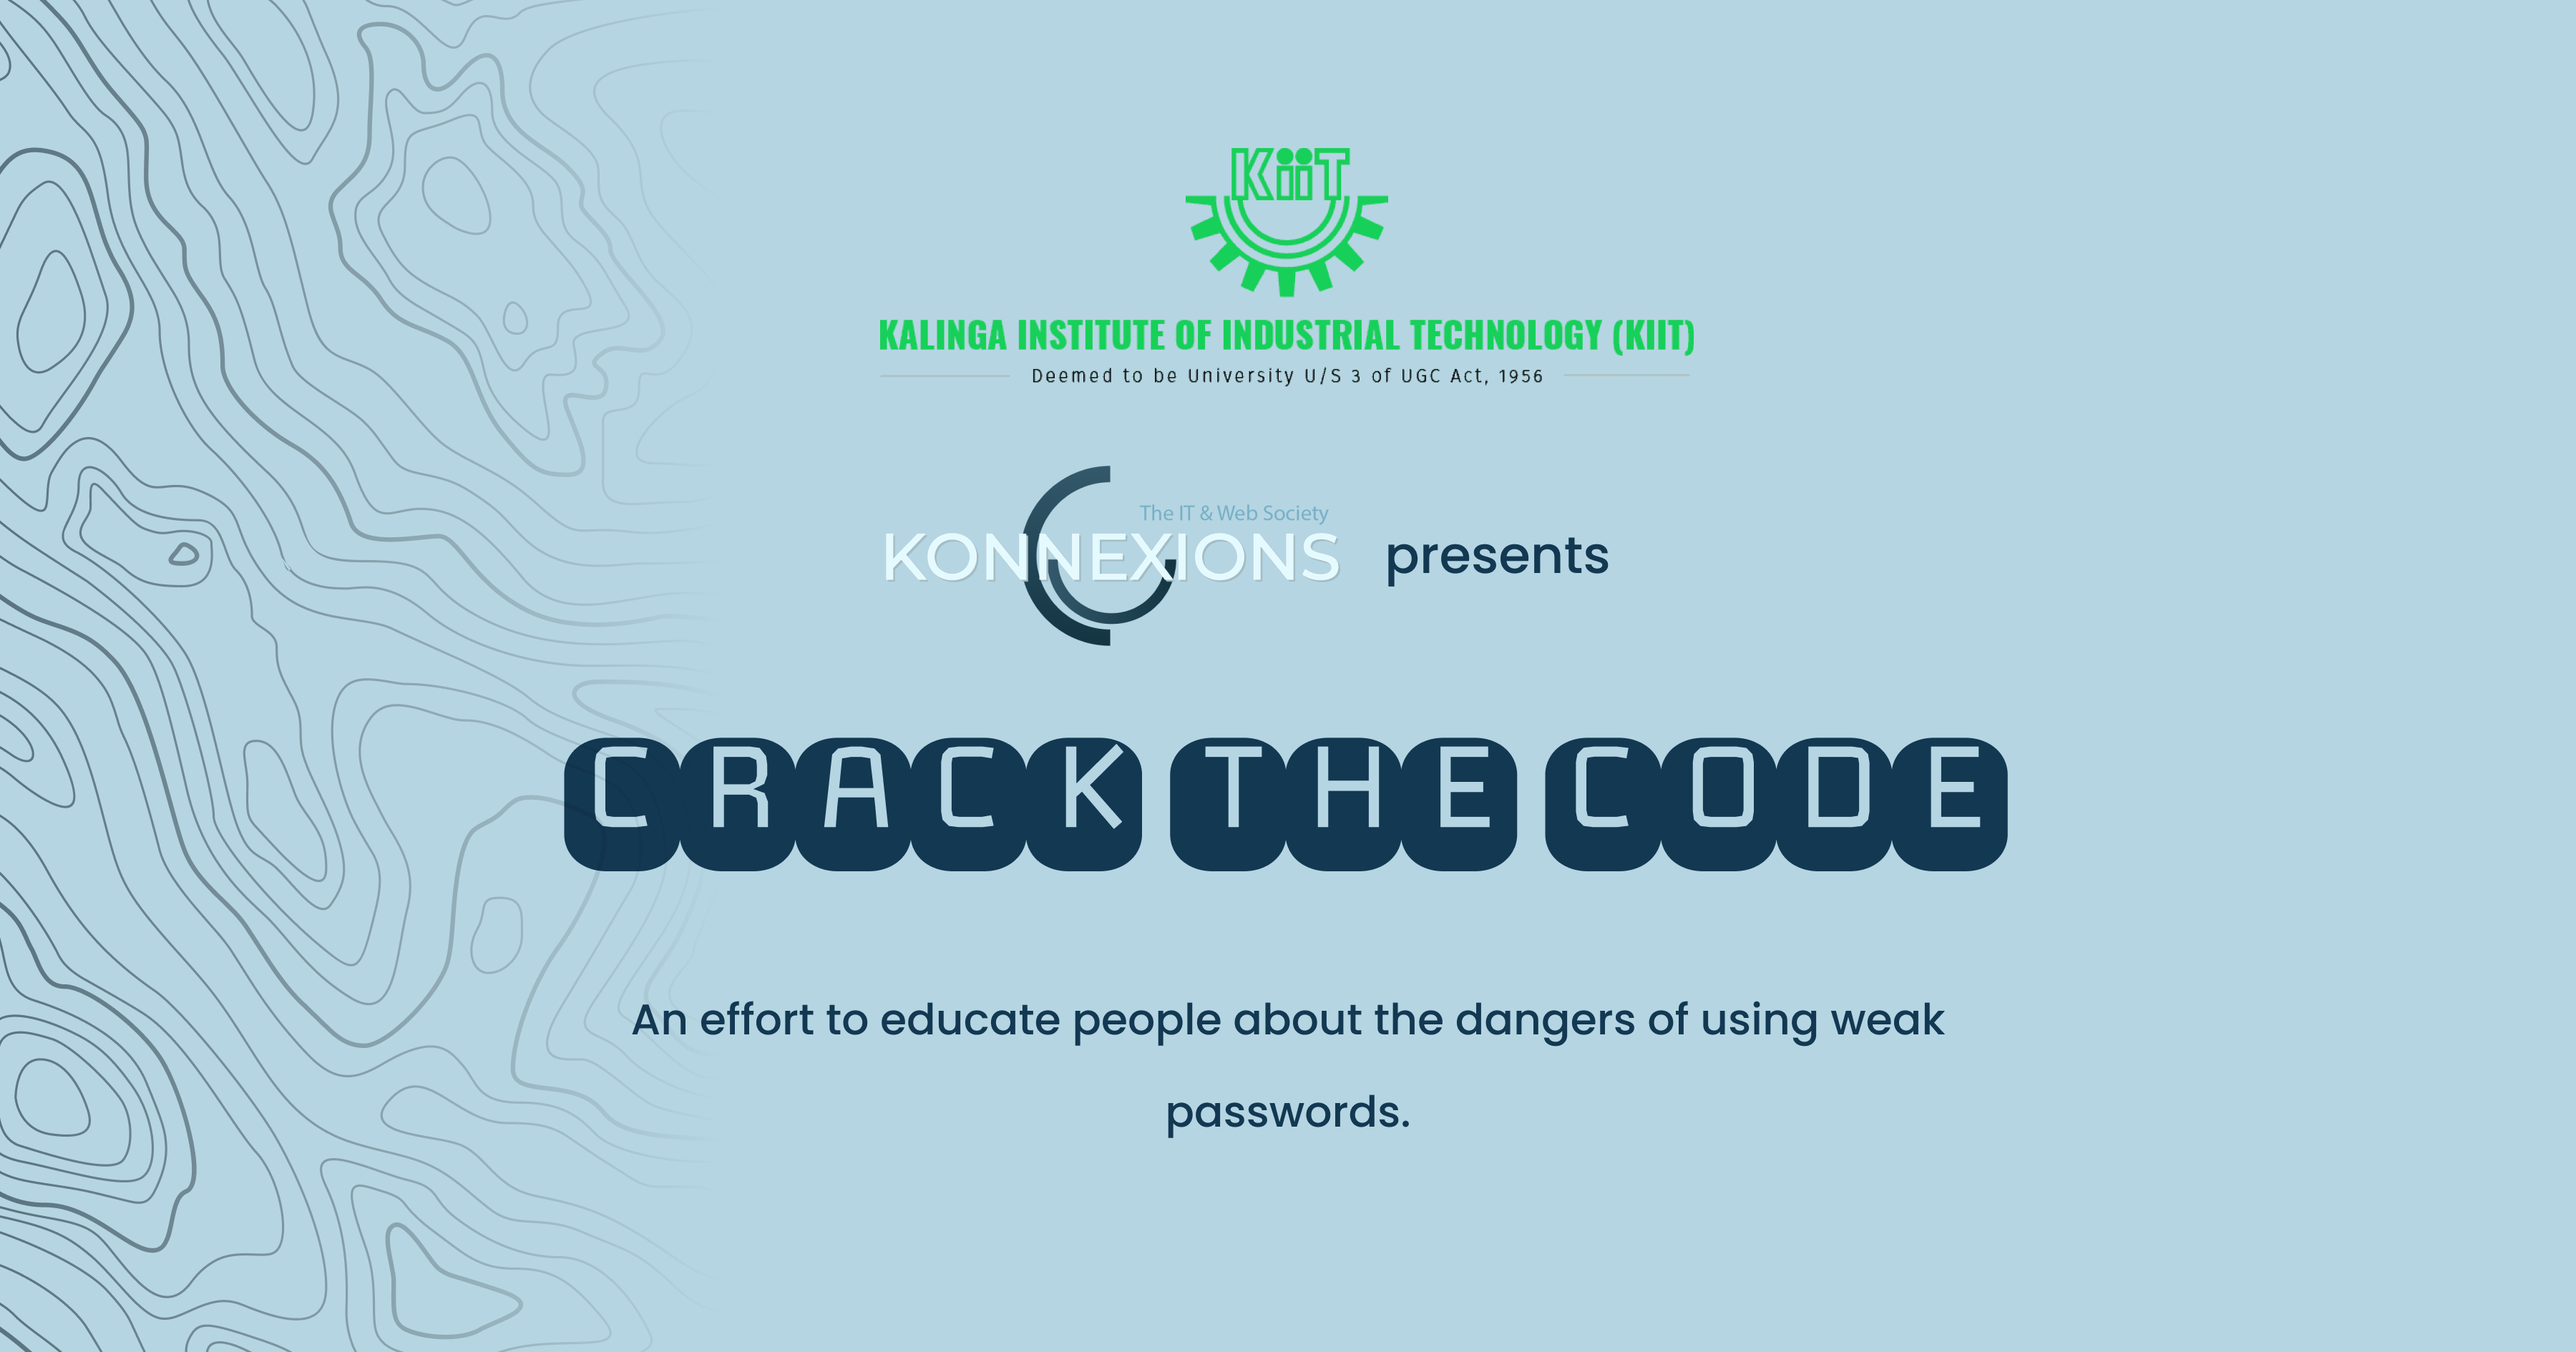 KiiT
KALINGA INSTITUTE OF INDUSTRIAL TECHNOLOGY (KIIT)
Deemed to be University U/S 3 of UGC Act, 1956
The IT & Web Society
KONNEXIONS presents
CRACK THE CODE
An effort to educate people about the dangers of using weak
passwords.